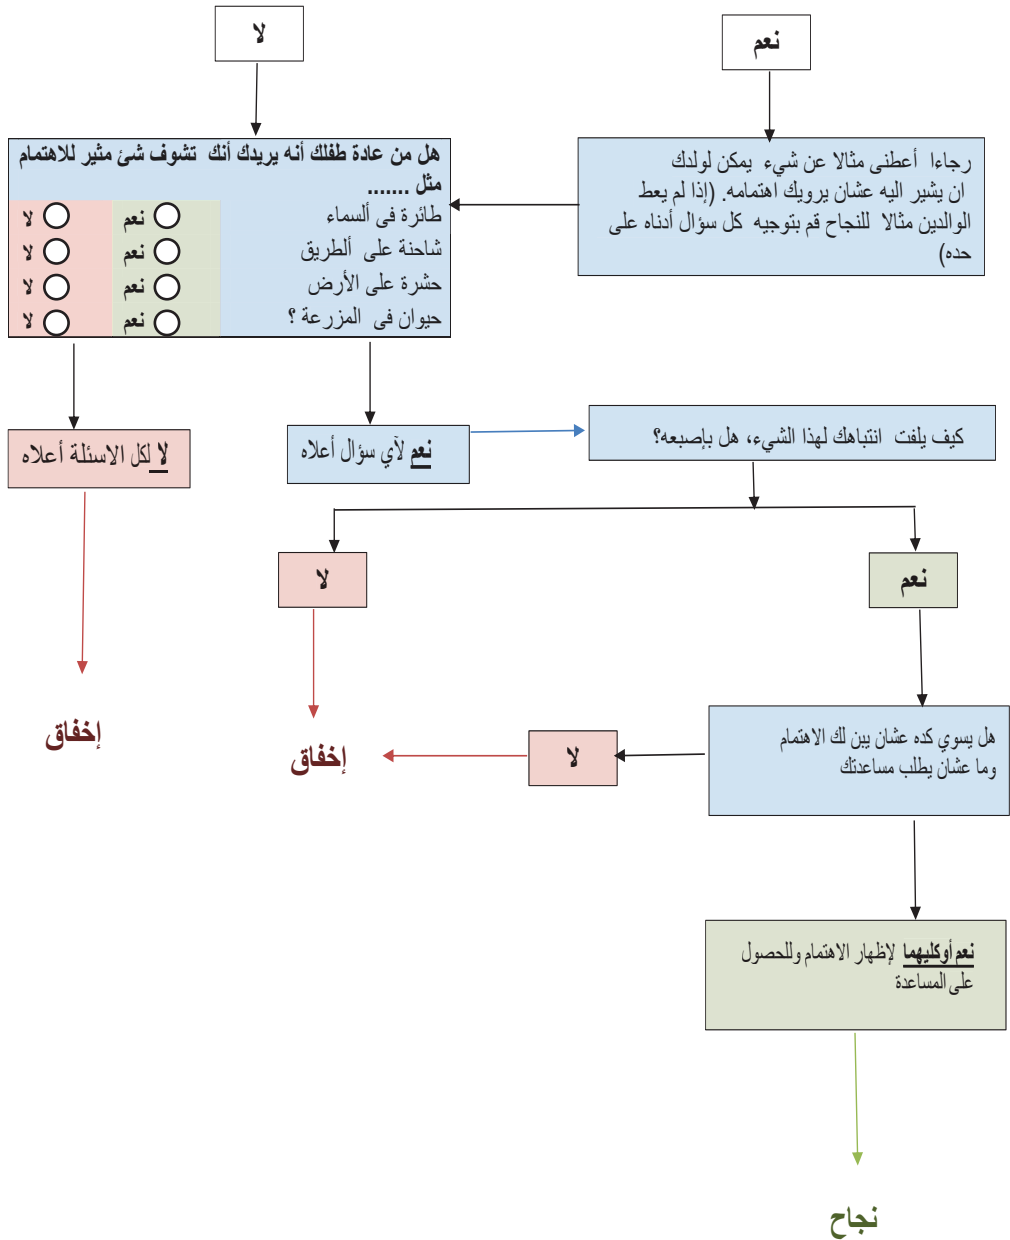 لا
نعم
رجاءا أعطنى مثالا عن شيء يمكن لولدك
ان يشير اليه عشان يرويك اهتمامه. (إذا لم يعط
الوالدين مثالا للنجاح قم بتوجيه كل سؤال أدناه على
حده)
هل من عادة طفلك أنه يريدك أنك تشوف شئ مثير للاهتمام
مثل .......
طائرة فى ألسماء نعم لا
شاحنة على ألطريق نعم لا
حشرة على الأرض نعم لا
حيوان فى المزرعة ؟ نعم لا
كيف يلفت انتباهك لهذا الشيء، هل بإصبعه؟
نعم لآي سؤال أعلاه
لا لكل الاسئلة أعلاه
نعم
لا
هل يسوي كده عشان يبن لك الاهتمام
وما عشان يطلب مساعدتك
لا
إخفاق
إخفاق
نعم أوكليهما لإظهار الاهتمام وللحصول
على المساعدة
نجاح